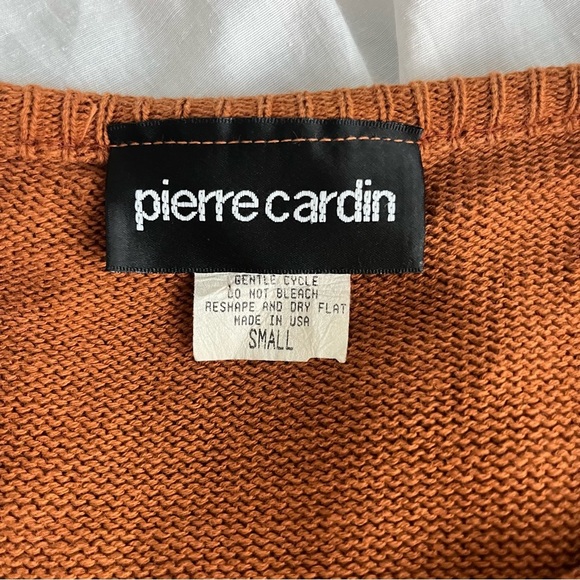 pierre cardin
GENTLE CYCLE
DO NOT BLEACH
RESHAPE AND DRY FLAT
MADE IN USA
SMALL